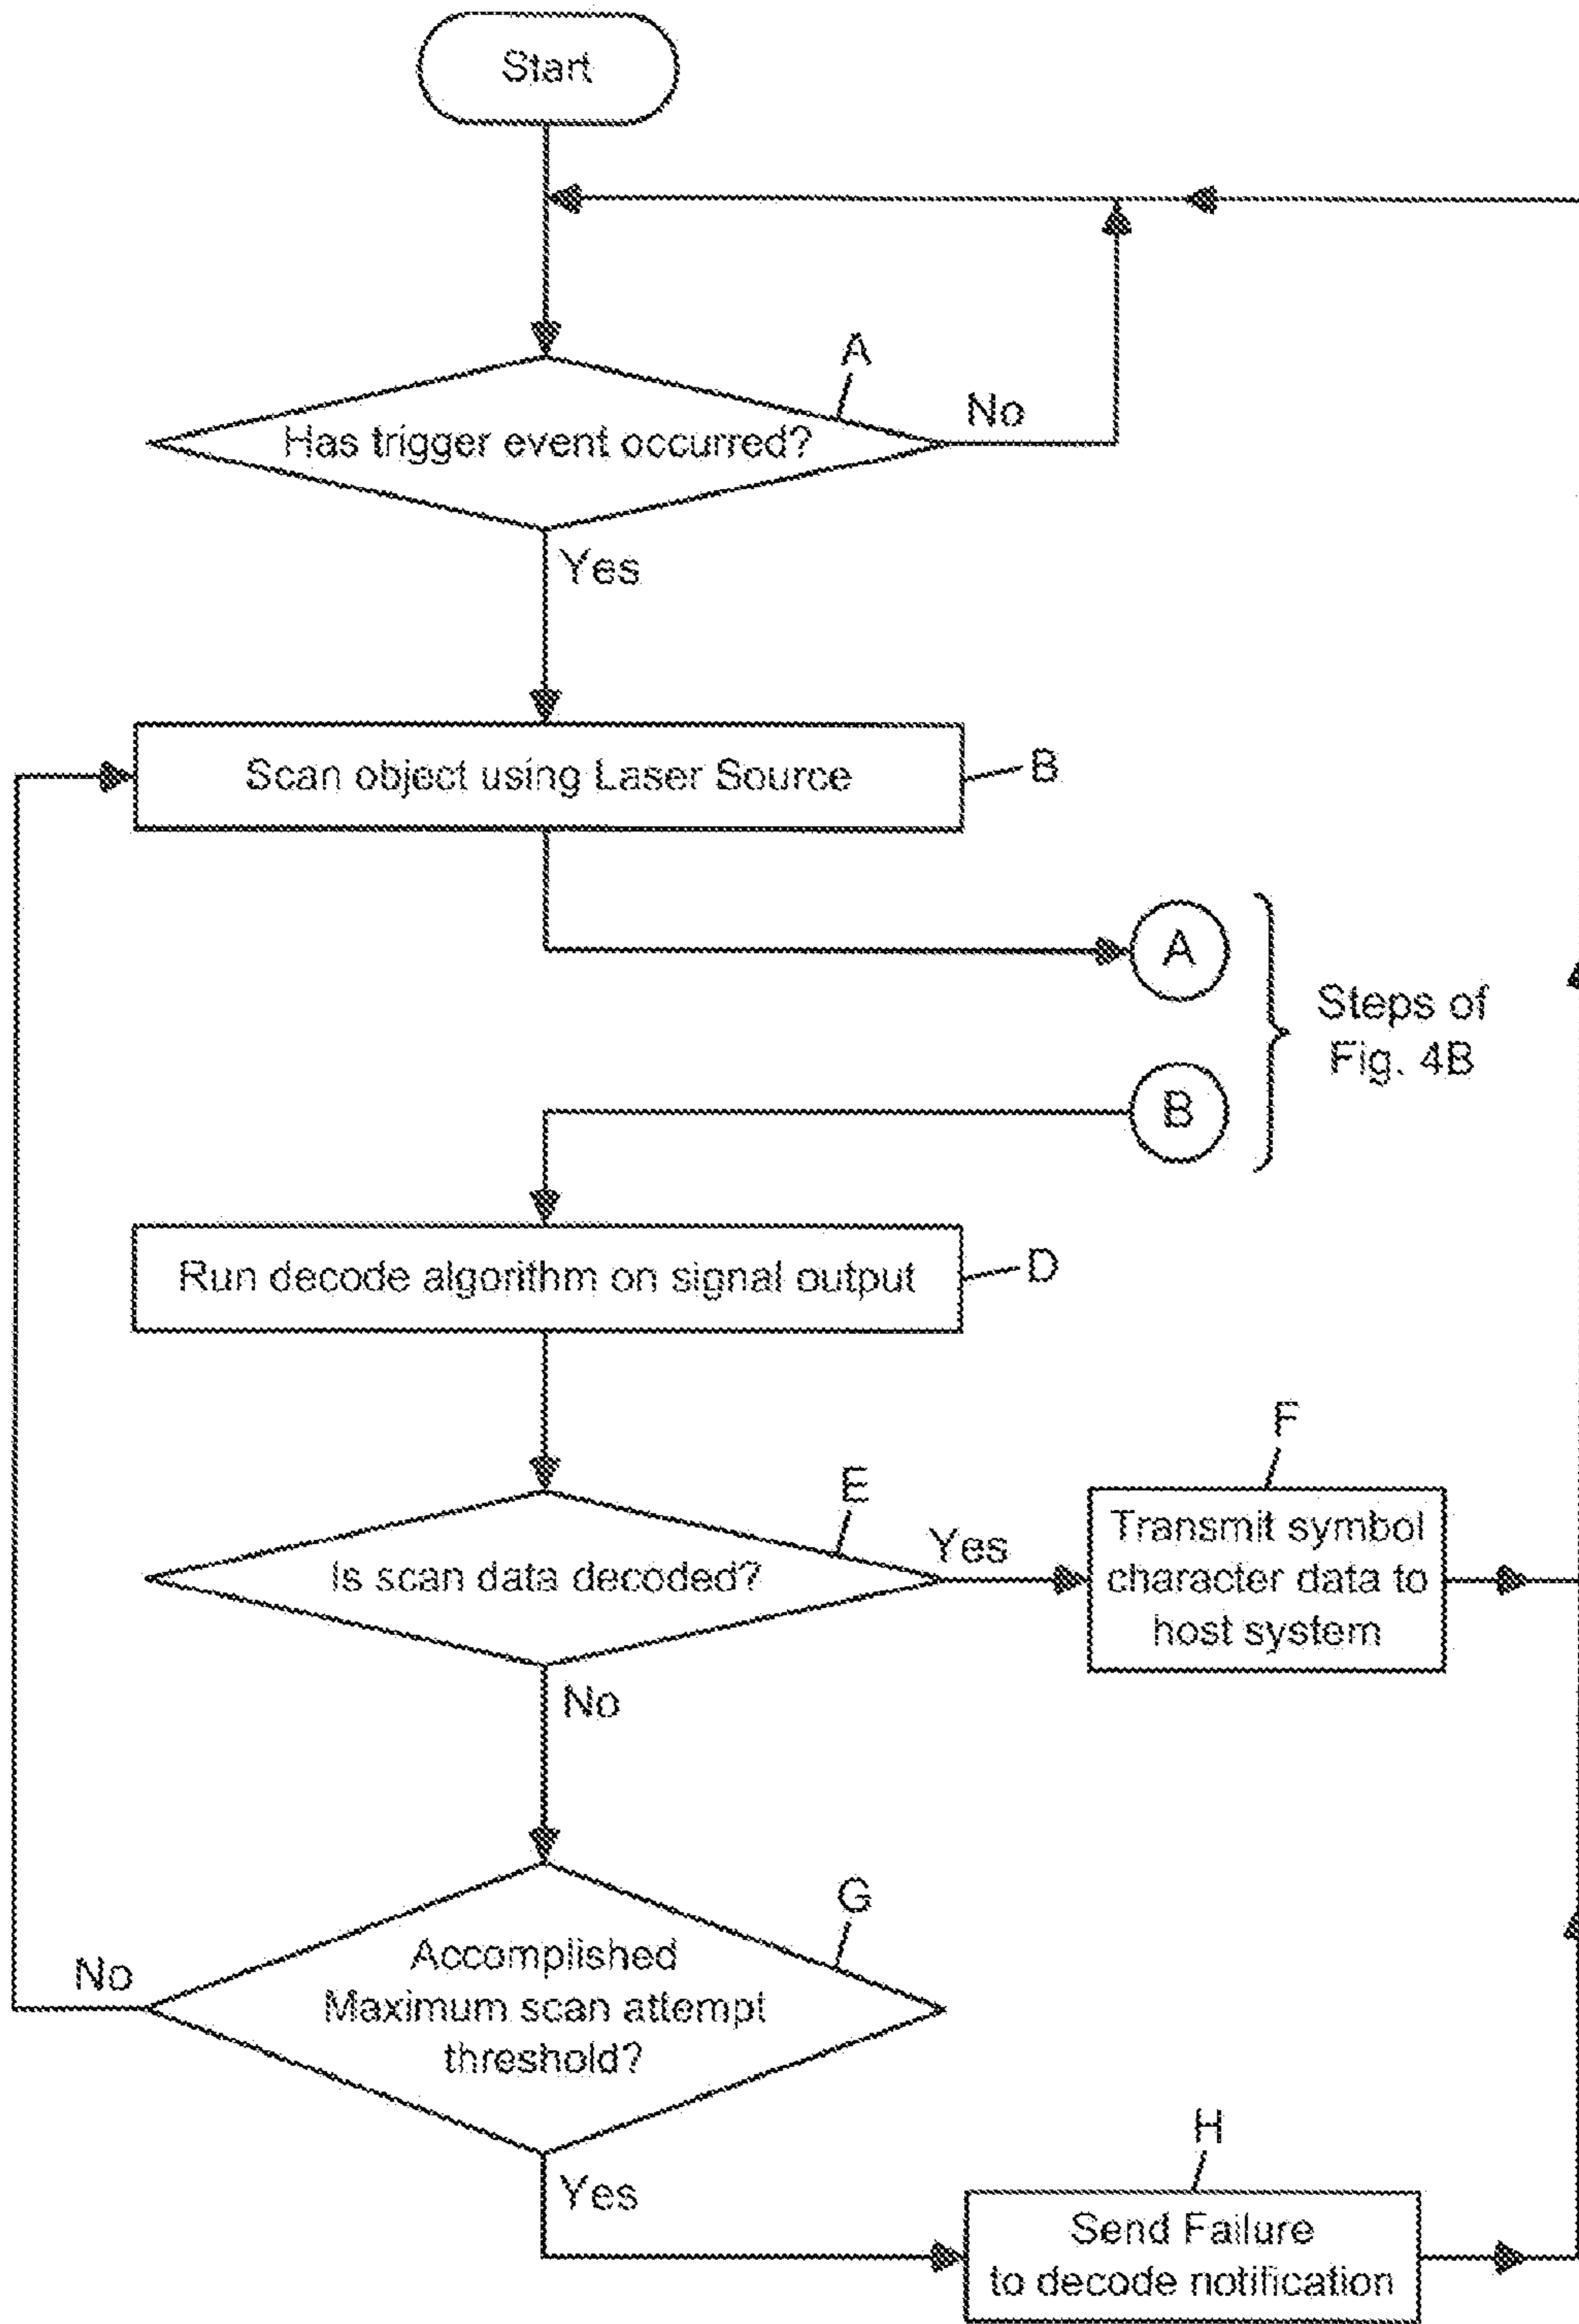 Start
A
Has trigger event occurred?
No
Yes
Scan object using Laser Source
B
A
Steps of
Fig. 4B
B
Run decode algorithm on signal output
D
E
Is scan data decoded?
Yes
F
Transmit symbol
character data to
host system
No
G
Accomplished
Maximum scan attempt
threshold?
No
Yes
H
Send Failure
to decode notification